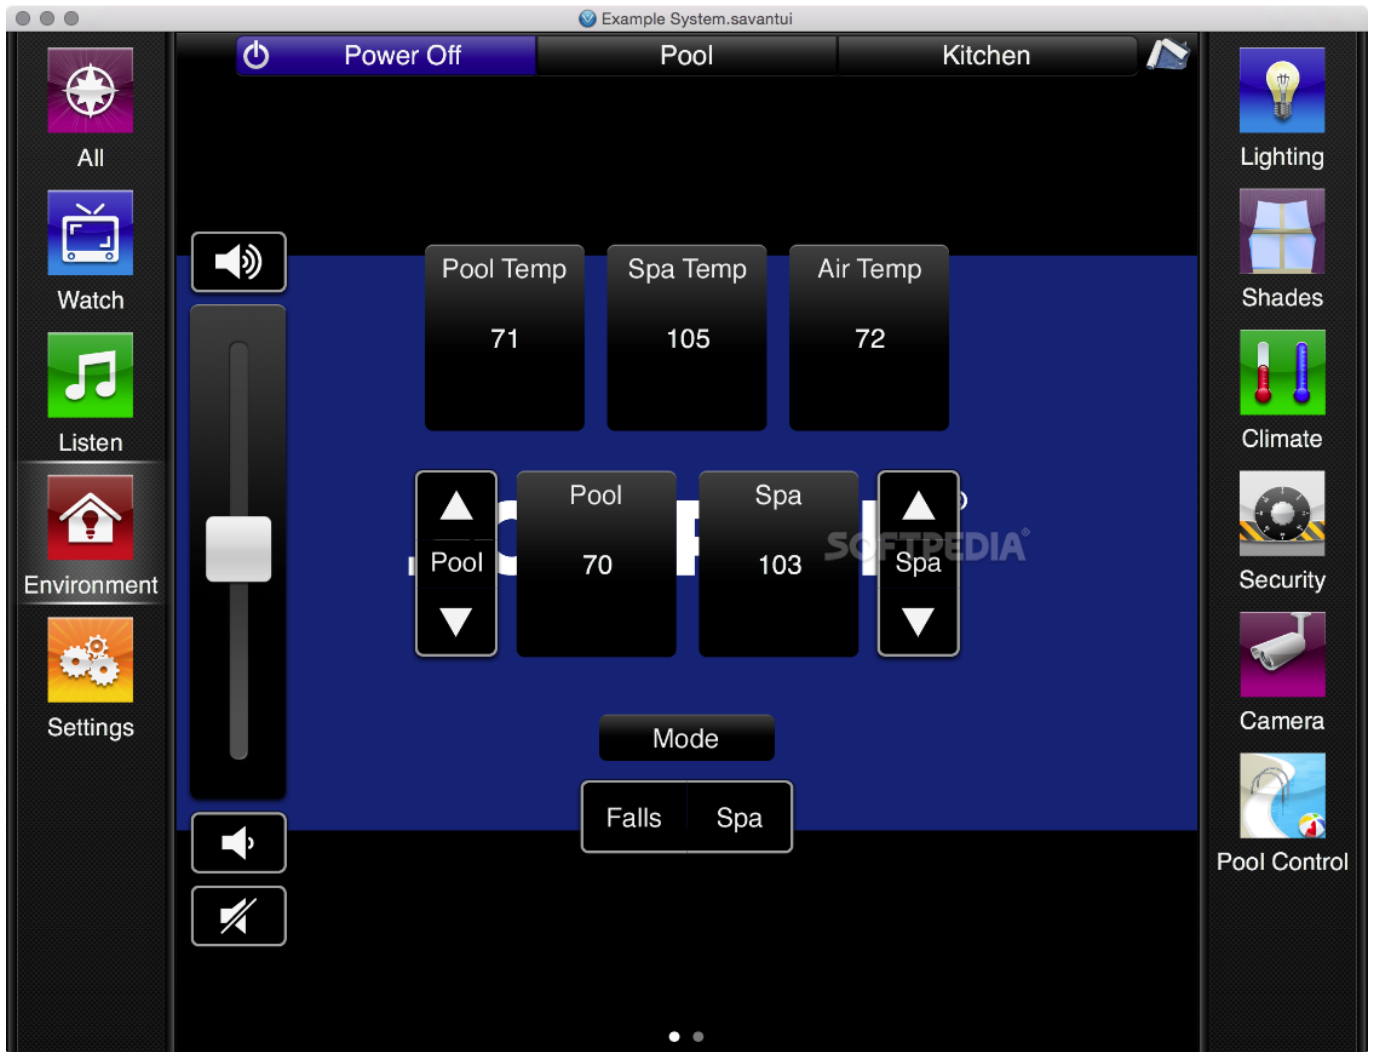 Example System.savantui
Power Off
Pool
Kitchen
All
Watch
Listen
Environment
Settings
Pool Temp
71
Spa Temp
105
Air Temp
72
Pool
Pool
70
Spa
103
Spa
SOFTPEDIA®
Mode
Falls
Spa
Lighting
Shades
Climate
Security
Camera
Pool Control